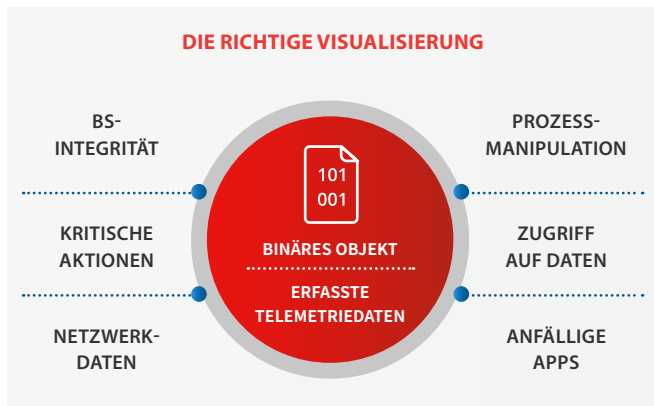 DIE RICHTIGE VISUALISIERUNG
BS-
INTEGRITÄT
KRITISCHE
AKTIONEN
NETZWERK-
DATEN
101
001
BINÄRES OBJEKT
ERFASSTE
TELEMETRIEDATEN
PROZESS-
MANIPULATION
ZUGRIFF
AUF DATEN
ANFÄLLIGE
APPS